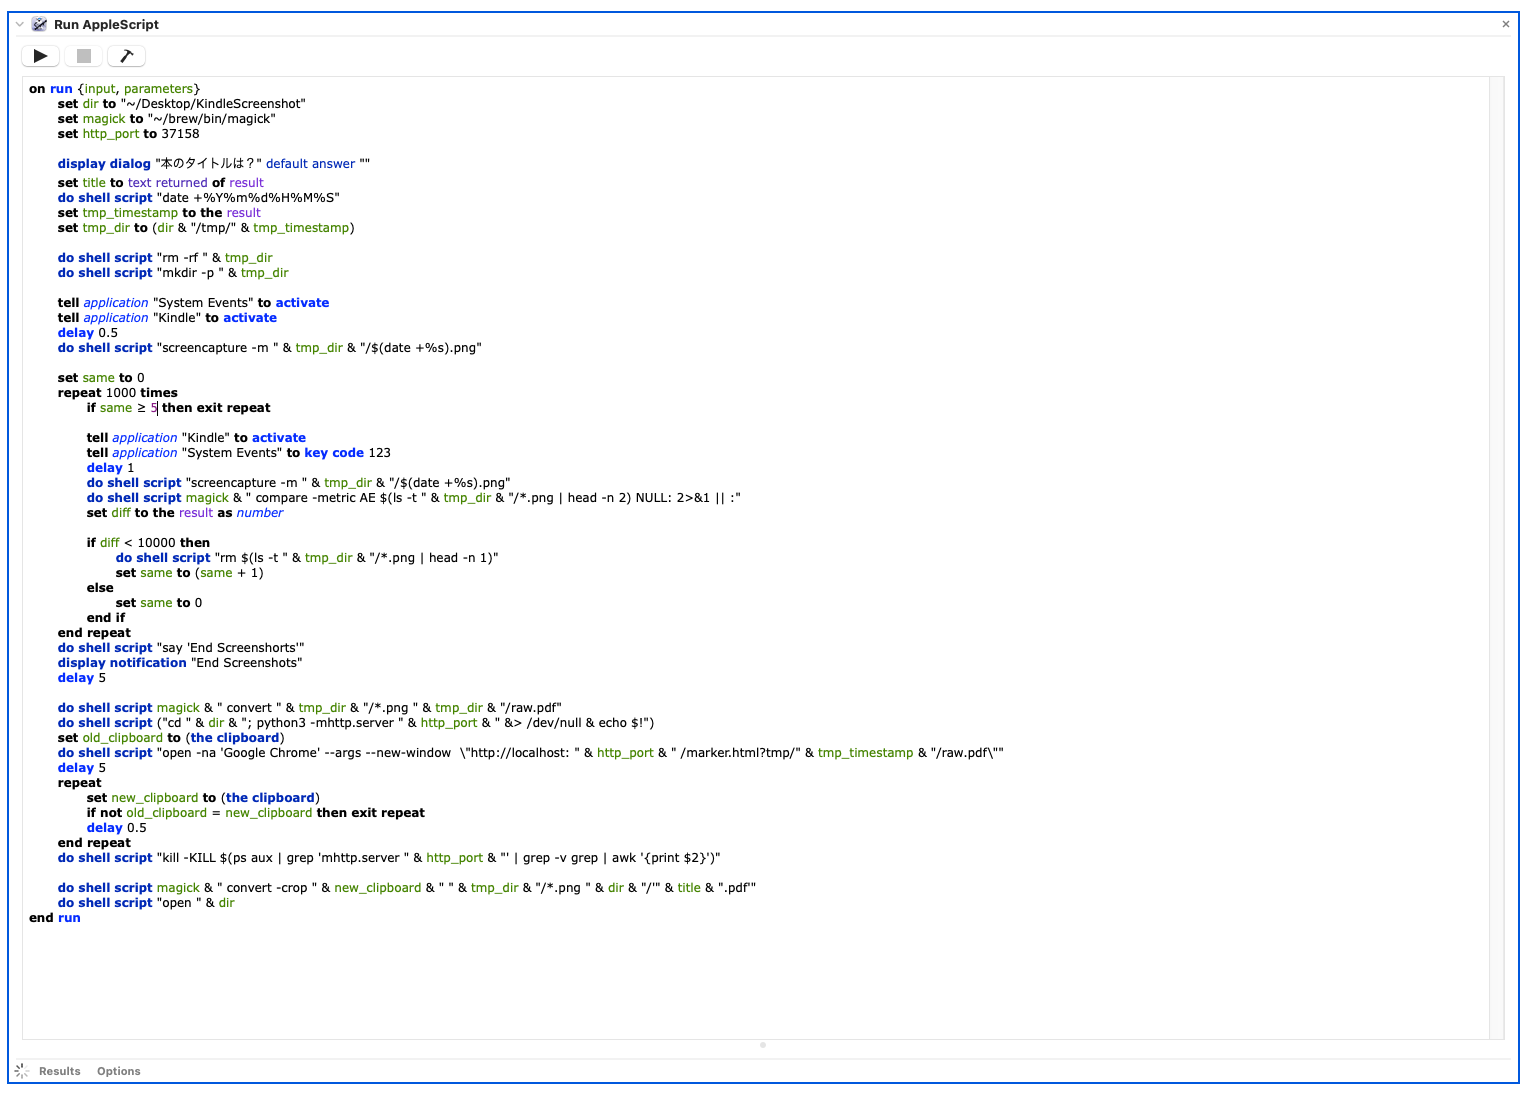 Run AppleScript
on run {input, parameters}
set dir to "~/Desktop/KindleScreenshot"
set magick to "~/brew/bin/magick"
set http_port to 37158
display dialog "本のタイトルは？" default answer ""
set title to text returned of result
do shell script "date +%Y%m%d%H%M%S"
set tmp_timestamp to the result
set tmp_dir to (dir & "/tmp/" & tmp_timestamp)
do shell script "rm -rf " & tmp_dir
do shell script "mkdir -p " & tmp_dir
tell application "System Events" to activate
tell application "Kindle" to activate
delay 0.5
do shell script "screencapture -m " & tmp_dir & "/$(date +%s).png"
set same to 0
repeat 1000 times
if same ≥ 5 then exit repeat
tell application "Kindle" to activate
tell application "System Events" to key code 123
delay 1
do shell script "screencapture -m " & tmp_dir & "/$(date +%s).png"
do shell script magick & " compare -metric AE $(ls -t " & tmp_dir & "/*.png | head -n 2) NULL: 2>&1 || :"
set diff to the result as number
if diff < 10000 then
do shell script "rm $(ls -t " & tmp_dir & "/*.png | head -n 1)"
set same to (same + 1)
else
set same to 0
end if
end repeat
do shell script "say 'End Screenshorts'"
display notification "End Screenshots"
delay 5
do shell script magick & " convert " & tmp_dir & "/*.png " & tmp_dir & "/raw.pdf"
do shell script ("cd " & dir & "; python3 -mhttp.server " & http_port & " &> /dev/null & echo $!")
set old_clipboard to (the clipboard)
do shell script "open -na 'Google Chrome' --args --new-window  \"http://localhost: " & http_port & " /marker.html?tmp/" & tmp_timestamp & "/raw.pdf\""
delay 5
repeat
set new_clipboard to (the clipboard)
if not old_clipboard = new_clipboard then exit repeat
delay 0.5
end repeat
do shell script "kill -KILL $(ps aux | grep 'mhttp.server " & http_port & "' | grep -v grep | awk '{print $2}')"
do shell script magick & " convert -crop " & new_clipboard & " " & tmp_dir & "/*.png " & dir & "/'" & title & ".pdf'"
do shell script "open " & dir
end run
Results Options